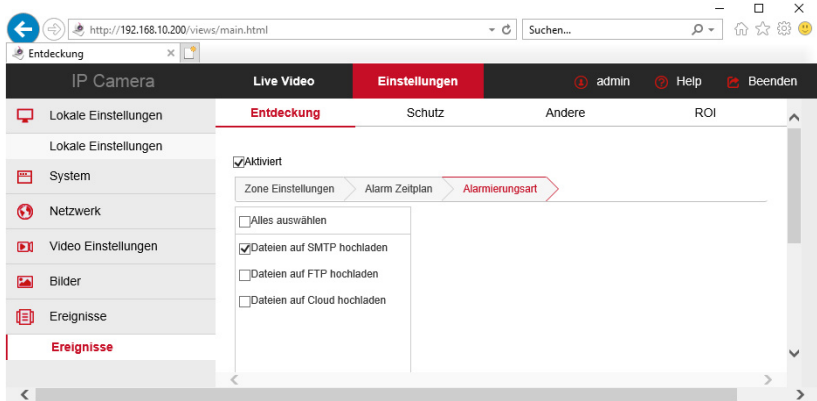 http://192.168.10.200/views/main.html
Suchen...
Entdeckung
IP Camera
Live Video
Einstellungen
admin
Help
Beenden
Lokale Einstellungen
Lokale Einstellungen
System
Netzwerk
Video Einstellungen
Bilder
Ereignisse
Ereignisse
Entdeckung
Schutz
Andere
ROI
Aktiviert
Zone Einstellungen
Alarm Zeitplan
Alarmierungsart
Alles auswählen
Dateien auf SMTP hochladen
Dateien auf FTP hochladen
Dateien auf Cloud hochladen